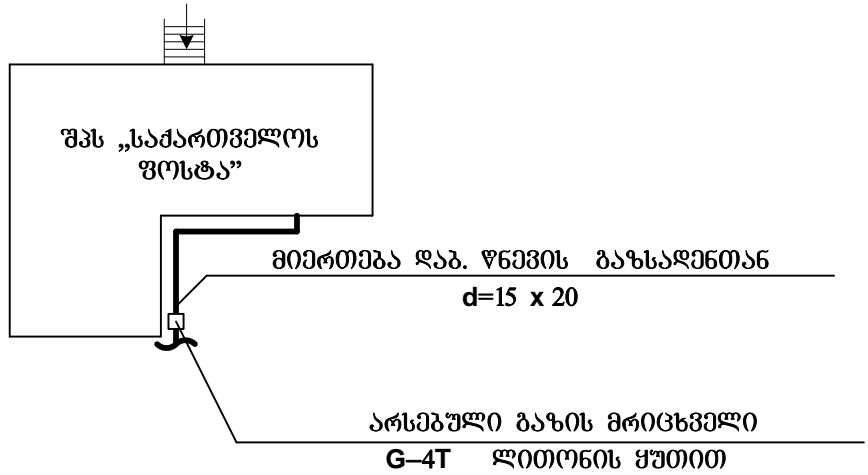 შპს „საქართველოს
ფოსტა”
მიერთება დაბ. წნევის გაზსადენთან
d=15 x 20
არსებული გაზის მრიცხველი
G–4T ლითონის ყუთით